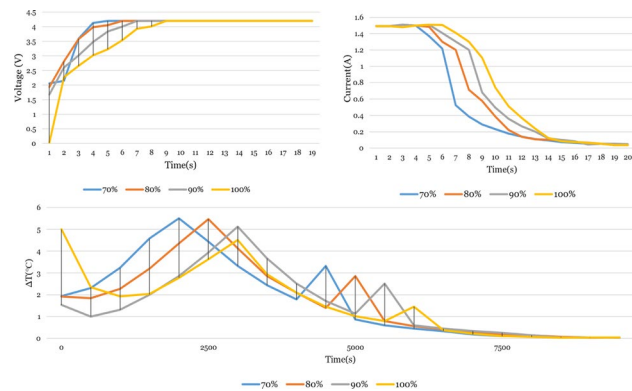 Voltage (V)
4.5
4
3.5
3
2.5
2
1.5
1
0.5
0
1 2 3 4 5 6 7 8 9 10 11 12 13 14 15 16 17 18 19
Time(s)
70% 80% 90% 100%
Current(A)
1.6
1.4
1.2
1
0.8
0.6
0.4
0.2
0
1 2 3 4 5 6 7 8 9 10 11 12 13 14 15 16 17 18 19 20
Time(s)
70% 80% 90% 100%
ΔT(°C)
6
5
4
3
2
1
0
0 2500 5000 7500
Time(s)
70% 80% 90% 100%